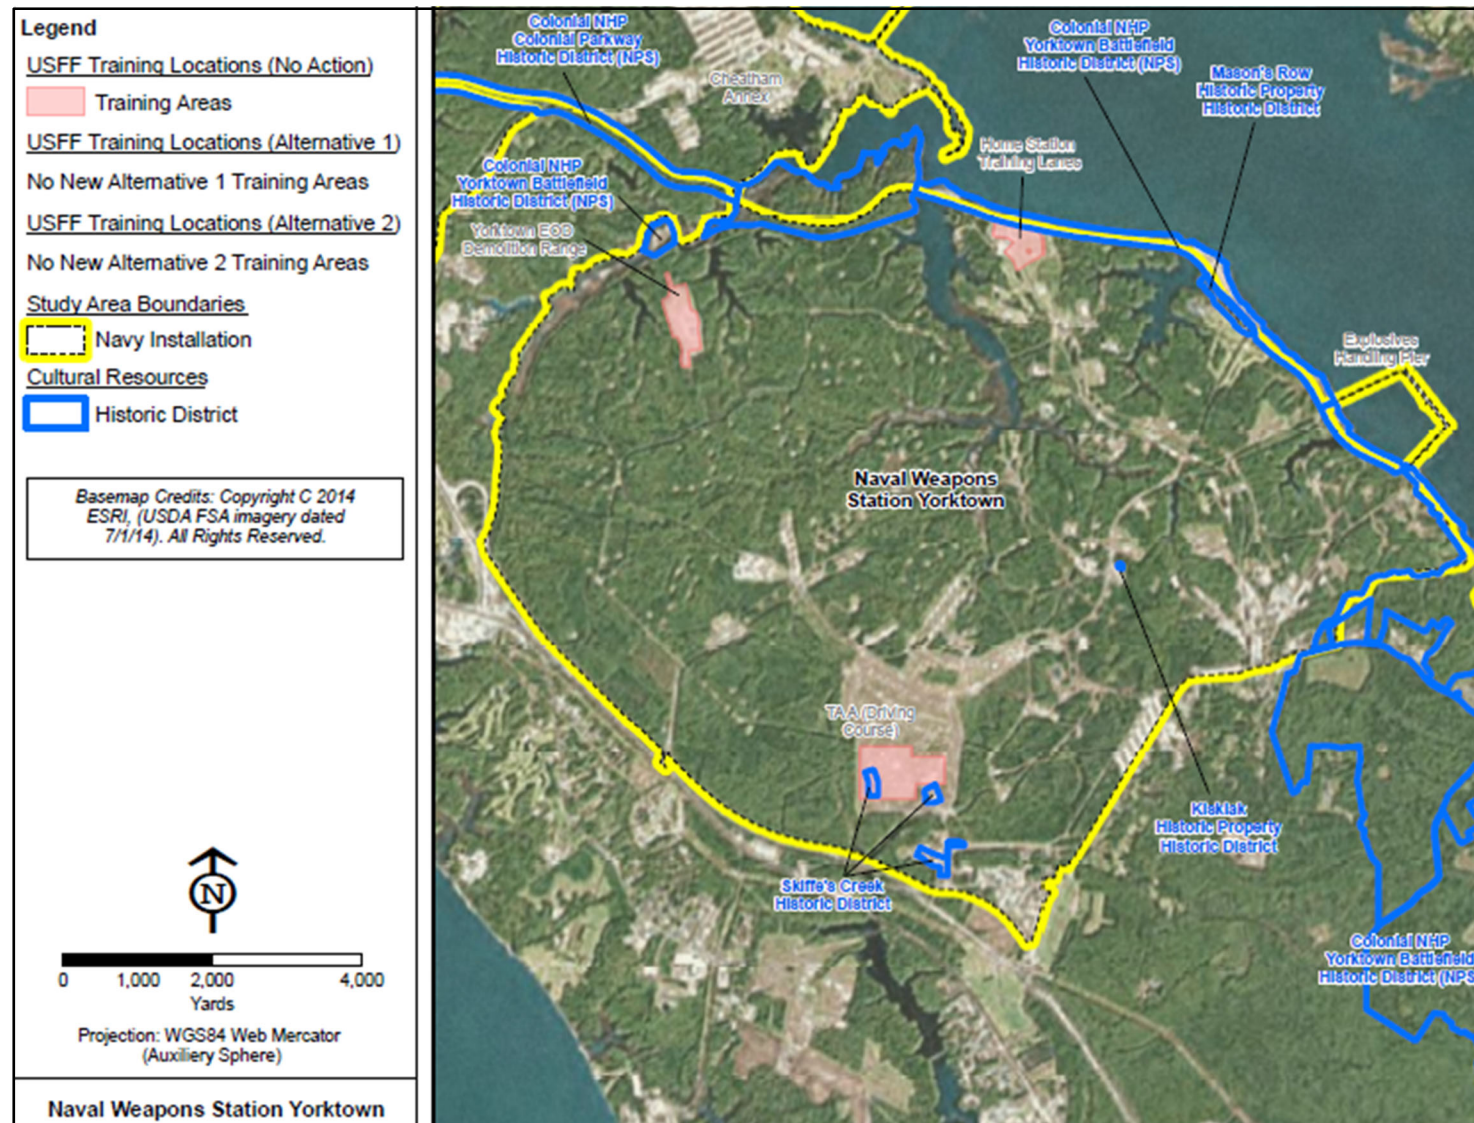 Legend
USFF Training Locations (No Action)
Training Areas
USFF Training Locations (Alternative 1)
No New Alternative 1 Training Areas
USFF Training Locations (Alternative 2)
No New Alternative 2 Training Areas
Study Area Boundaries
Navy Installation
Cultural Resources
Historic District
Basemap Credits: Copyright C 2014
ESRI, (USDA FSA imagery dated
7/1/14). All Rights Reserved.
N
0 1,000 2,000 4,000
Yards
Projection: WGS84 Web Mercator
(Auxiliery Sphere)
Naval Weapons Station Yorktown
Colonial NHP
Colonial Parkway
Historic District (NPS)
Cheatham
Annex
Colonial NHP
Yorktown Battlefield
Historic District (NPS)
Mason's Row
Historic Property
Historic District
Home Station
Training Lanes
Colonial NHP
Yorktown Battlefield
Historic District (NPS)
Yorktown EOD
Demolition Range
Explosives
Handling Pier
Naval Weapons
Station Yorktown
TAA (Driving
Course)
Kiskiak
Historic Property
Historic District
Skiffe's Creek
Historic District
Colonial NHP
Yorktown Battlefield
Historic District (NPS